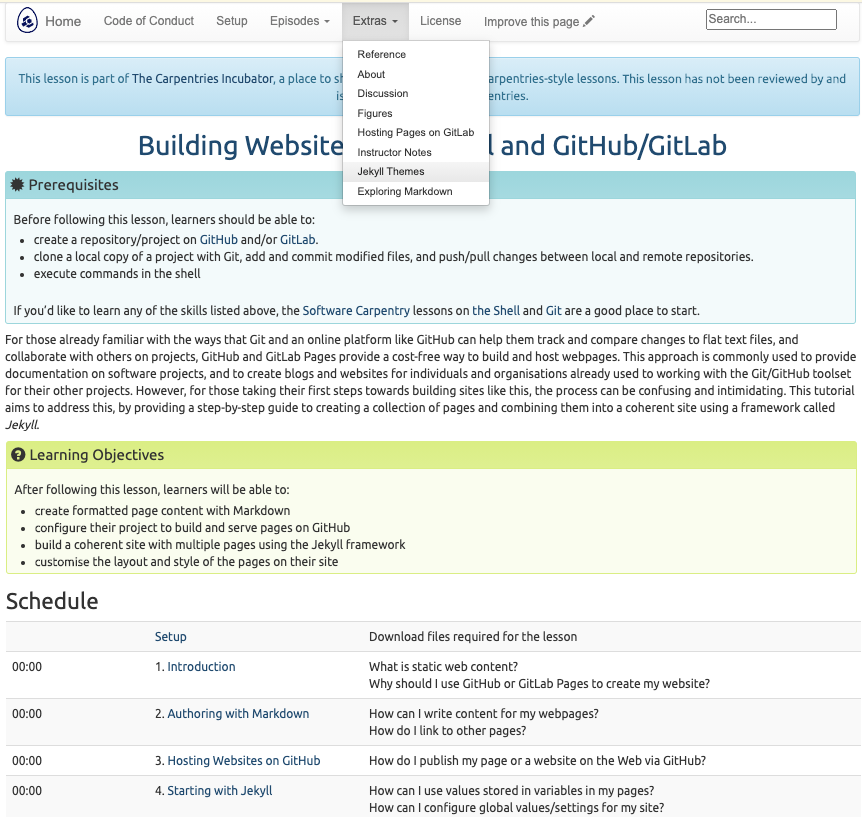 Home Code of Conduct Setup Episodes Extras License Improve this page Search...
Reference
About
Discussion
Figures
Hosting Pages on GitLab
Instructor Notes
Jekyll Themes
Exploring Markdown
This lesson is part of The Carpentries Incubator, a place to sh arpentries-style lessons. This lesson has not been reviewed by and
is entries.
Building Website l and GitHub/GitLab
Prerequisites
Before following this lesson, learners should be able to:
• create a repository/project on GitHub and/or GitLab.
• clone a local copy of a project with Git, add and commit modified files, and push/pull changes between local and remote repositories.
• execute commands in the shell
If you’d like to learn any of the skills listed above, the Software Carpentry lessons on the Shell and Git are a good place to start.
For those already familiar with the ways that Git and an online platform like GitHub can help them track and compare changes to flat text files, and
collaborate with others on projects, GitHub and GitLab Pages provide a cost-free way to build and host webpages. This approach is commonly used to provide
documentation on software projects, and to create blogs and websites for individuals and organisations already used to working with the Git/GitHub toolset
for their other projects. However, for those taking their first steps towards building sites like this, the process can be confusing and intimidating. This tutorial
aims to address this, by providing a step-by-step guide to creating a collection of pages and combining them into a coherent site using a framework called
Jekyll.
Learning Objectives
After following this lesson, learners will be able to:
• create formatted page content with Markdown
• configure their project to build and serve pages on GitHub
• build a coherent site with multiple pages using the Jekyll framework
• customise the layout and style of the pages on their site
Schedule
Setup Download files required for the lesson
00:00 1. Introduction What is static web content?
Why should I use GitHub or GitLab Pages to create my website?
00:00 2. Authoring with Markdown How can I write content for my webpages?
How do I link to other pages?
00:00 3. Hosting Websites on GitHub How do I publish my page or a website on the Web via GitHub?
00:00 4. Starting with Jekyll How can I use values stored in variables in my pages?
How can I configure global values/settings for my site?